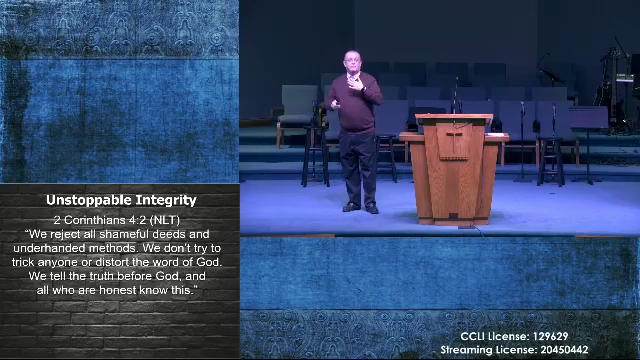 Unstoppable Integrity
2 Corinthians 4:2 (NLT)
“We reject all shameful deeds and
underhanded methods. We don’t try to
trick anyone or distort the word of God.
We tell the truth before God, and
all who are honest know this.”
CCLI License: 129629
Streaming License: 20450442